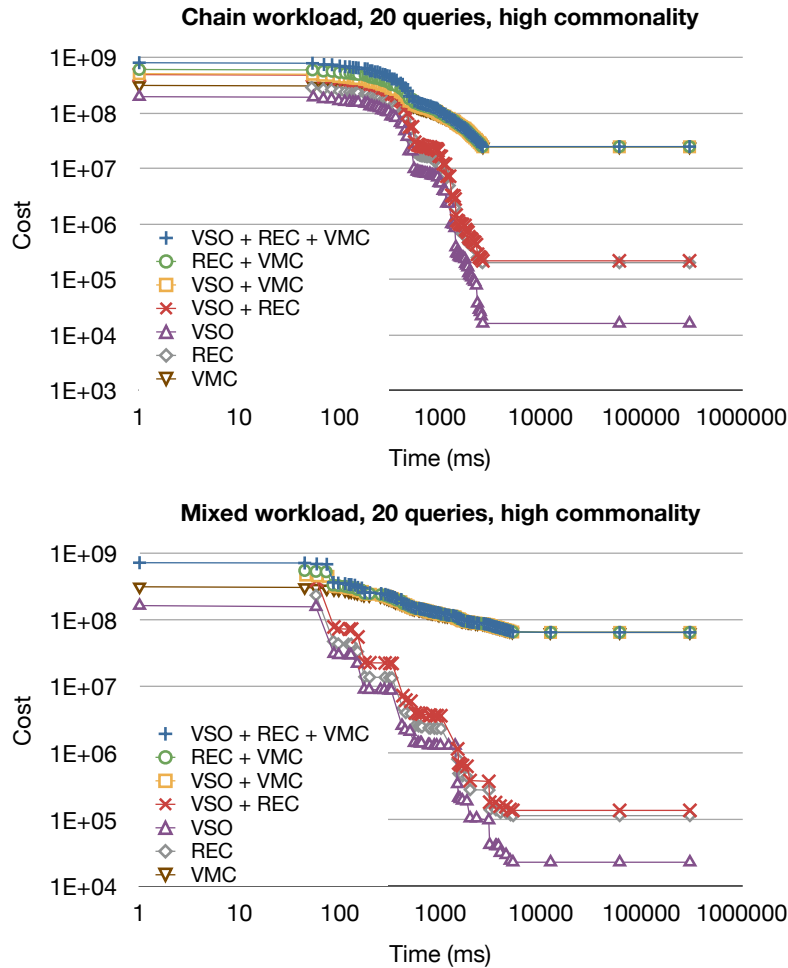 Chain workload, 20 queries, high commonality
1E+09
1E+08
1E+07
1E+06
1E+05
1E+04
1E+03
Cost
VSO + REC + VMC
REC + VMC
VSO + VMC
VSO + REC
VSO
REC
VMC
1 10 100 1000 10000 100000 1000000
Time (ms)
Mixed workload, 20 queries, high commonality
1E+09
1E+08
1E+07
1E+06
1E+05
1E+04
Cost
VSO + REC + VMC
REC + VMC
VSO + VMC
VSO + REC
VSO
REC
VMC
1 10 100 1000 10000 100000 1000000
Time (ms)